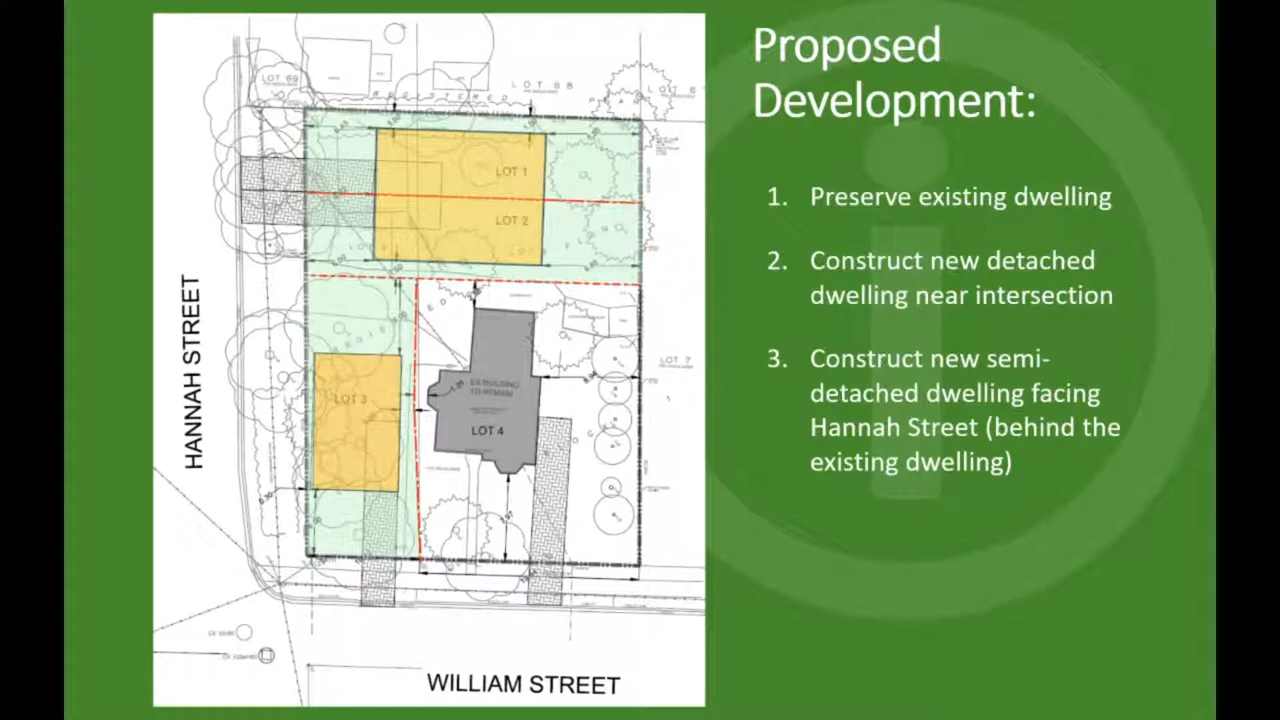 Proposed
Development:
1. Preserve existing dwelling
2. Construct new detached
dwelling near intersection
3. Construct new semi-
detached dwelling facing
Hannah Street (behind the
existing dwelling)
LOT 69
LOT 68
LOT 1
LOT 2
LOT 3
LOT 7
LOT 4
HANNAH STREET
WILLIAM STREET